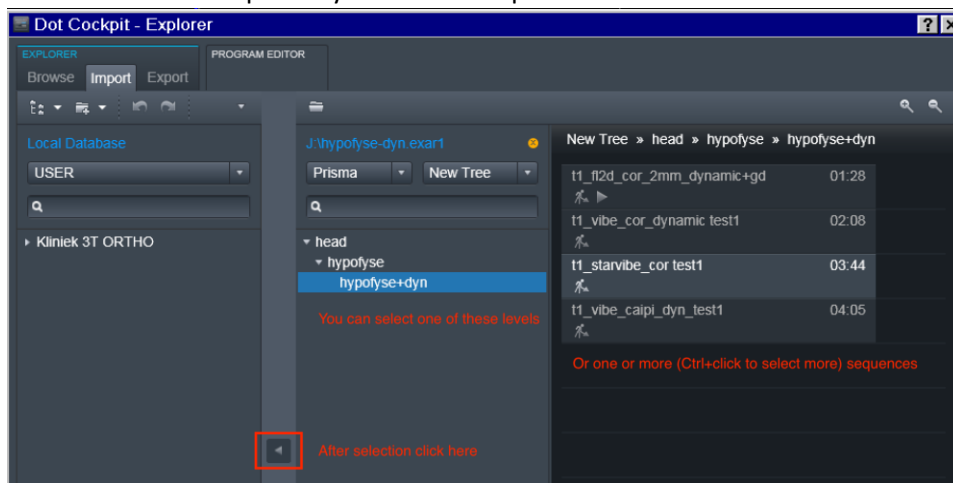 Dot Cockpit - Explorer
EXPLORER
PROGRAM EDITOR
Browse Import Export
Local Database
USER
Kliniek 3T ORTHO
J:\hypofyse-dyn.exar1
Prisma
New Tree
head
hypofyse
hypofyse+dyn
You can select one of these levels
After selection click here
New Tree » head » hypofyse » hypofyse+dyn
t1_fl2d_cor_2mm_dynamic+gd 01:28
t1_vibe_cor_dynamic test1 02:08
t1_starvibe_cor test1 03:44
t1_vibe_caipi_dyn_test1 04:05
Or one or more (Ctrl+click to select more) sequences